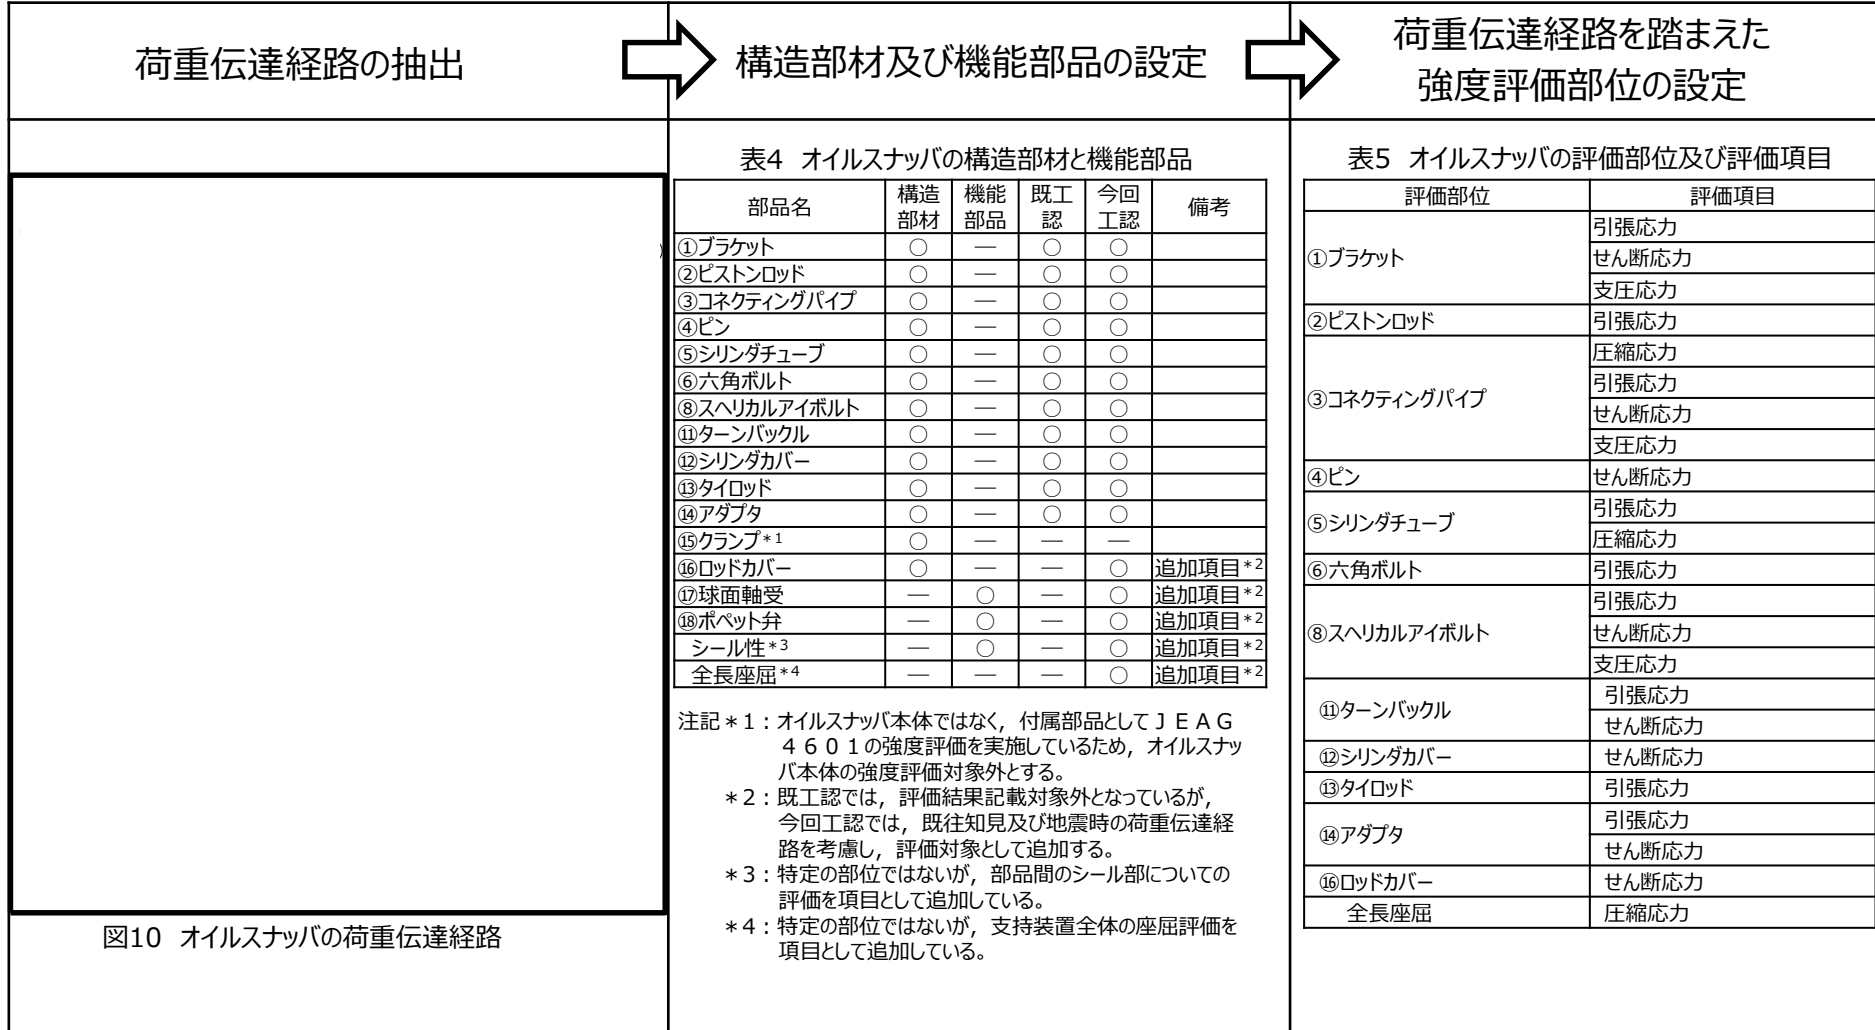 荷重伝達経路の抽出
構造部材及び機能部品の設定
荷重伝達経路を踏まえた
強度評価部位の設定
図10 オイルスナッバの荷重伝達経路
表4 オイルスナッバの構造部材と機能部品
部品名 構造部材 機能部品 既工認 今回工認 備考
①ブラケット ○ — ○ ○
②ピストンロッド ○ — ○ ○
③コネクティングパイプ ○ — ○ ○
④ピン ○ — ○ ○
⑤シリンダチューブ ○ — ○ ○
⑥六角ボルト ○ — ○ ○
⑧スヘリカルアイボルト ○ — ○ ○
⑪ターンバックル ○ — ○ ○
⑫シリンダカバー ○ — ○ ○
⑬タイロッド ○ — ○ ○
⑭アダプタ ○ — ○ ○
⑮クランプ*1 ○ — — —
⑯ロッドカバー ○ — — ○ 追加項目*2
⑰球面軸受 — ○ — ○ 追加項目*2
⑱ポペット弁 — ○ — ○ 追加項目*2
シール性*3 — ○ — ○ 追加項目*2
全長座屈*4 — — — ○ 追加項目*2
注記*1：オイルスナッバ本体ではなく，付属部品としてＪＥＡＧ
４６０１の強度評価を実施しているため，オイルスナッ
バ本体の強度評価対象外とする。
*2：既工認では，評価結果記載対象外となっているが，
今回工認では，既往知見及び地震時の荷重伝達経
路を考慮し，評価対象として追加する。
*3：特定の部位ではないが，部品間のシール部についての
評価を項目として追加している。
*4：特定の部位ではないが，支持装置全体の座屈評価を
項目として追加している。
表5 オイルスナッバの評価部位及び評価項目
評価部位 評価項目
①ブラケット 引張応力
せん断応力
支圧応力
②ピストンロッド 引張応力
③コネクティングパイプ 圧縮応力
引張応力
せん断応力
支圧応力
④ピン せん断応力
⑤シリンダチューブ 引張応力
圧縮応力
⑥六角ボルト 引張応力
⑧スヘリカルアイボルト 引張応力
せん断応力
支圧応力
⑪ターンバックル 引張応力
せん断応力
⑫シリンダカバー せん断応力
⑬タイロッド 引張応力
⑭アダプタ 引張応力
せん断応力
⑯ロッドカバー せん断応力
全長座屈 圧縮応力